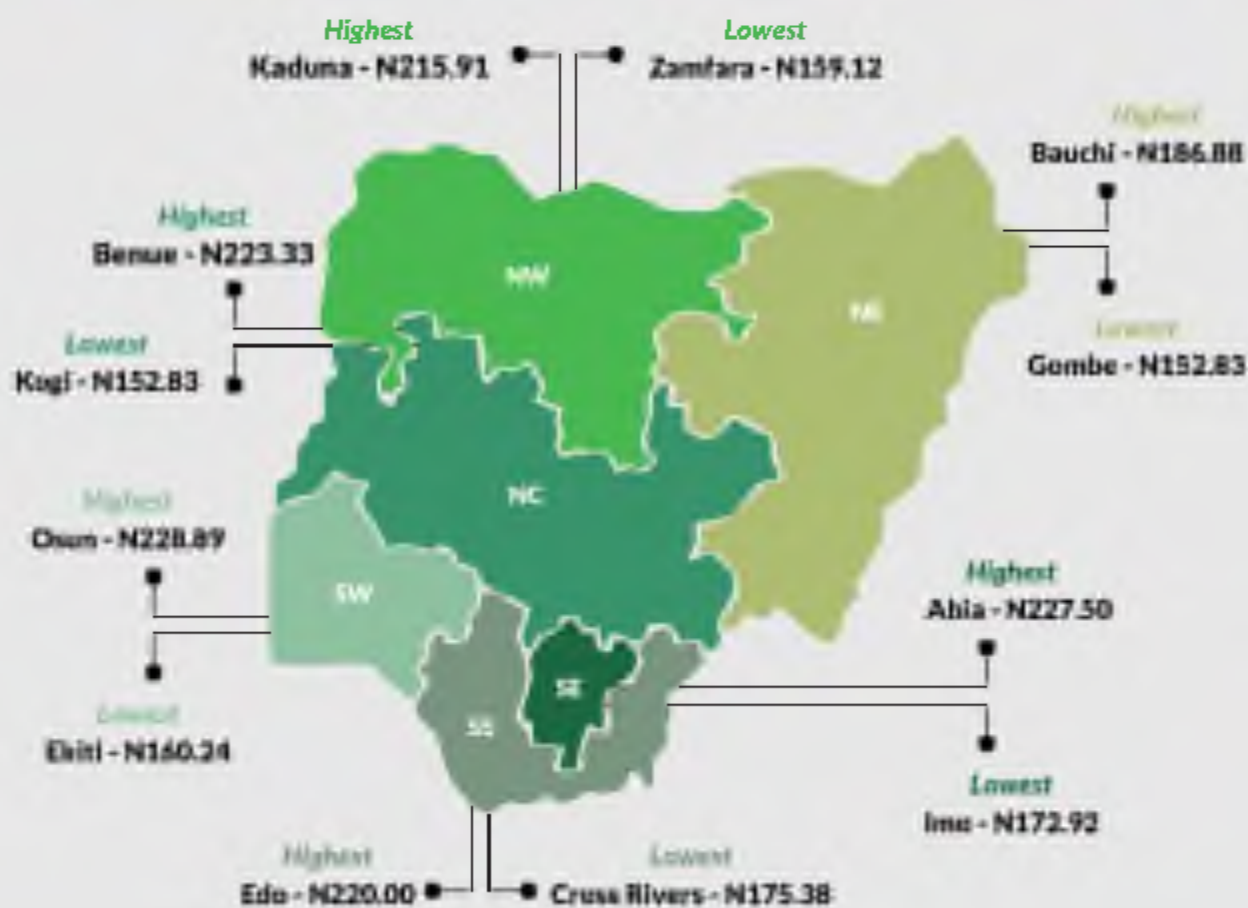 Highest
Kaduna - N215.91
Lowest
Zamfara - N159.12
Highest
Bauchi - N186.88
Highest
Benue - N223.33
Lowest
Kogi - N152.83
NW
NE
Lowest
Gombe - N152.83
Highest
Osun - N228.89
NC
SW
Highest
Abia - N227.50
Lowest
Ekiti - N160.24
SE
SS
Lowest
Imo - N172.92
Highest
Edo - N220.00
Lowest
Cross Rivers - N175.38